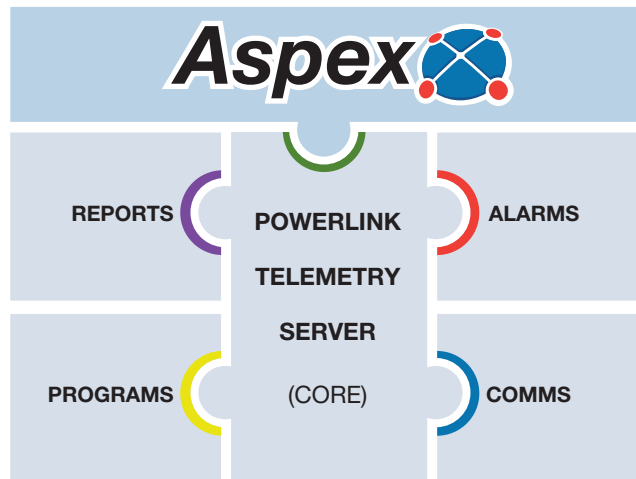 Aspex
REPORTS
POWERLINK
TELEMETRY
SERVER
(CORE)
ALARMS
PROGRAMS
COMMS